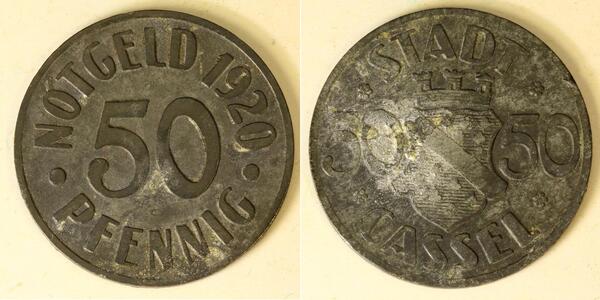 NOTGELD 1920
50
PFENNIG
STADT
50 50
CASSEL